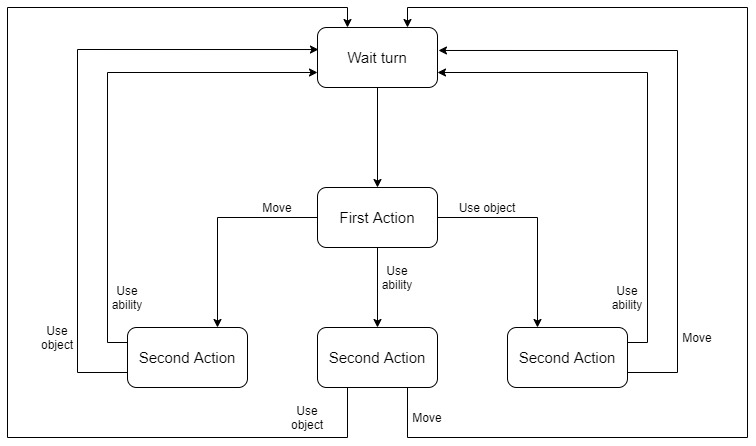 Wait turn
First Action
Move
Use object
Use
ability
Use
ability
Use
ability
Use
object
Move
Second Action
Second Action
Second Action
Use
object
Move